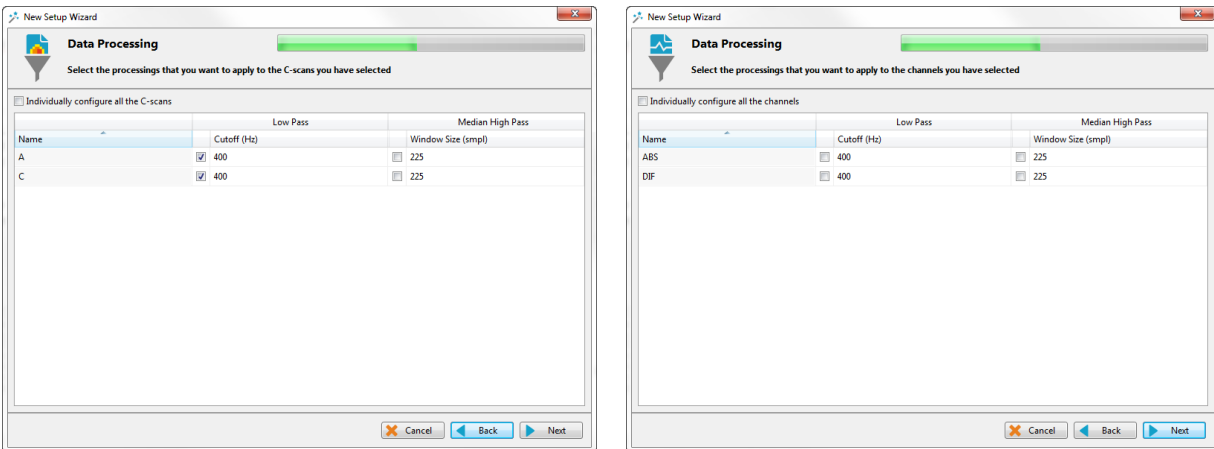 New Setup Wizard
Data Processing
Select the processings that you want to apply to the C-scans you have selected
Individually configure all the C-scans
Low Pass Median High Pass
Name Cutoff (Hz) Window Size (smpl)
A 400 225
C 400 225
Cancel Back Next
New Setup Wizard
Data Processing
Select the processings that you want to apply to the channels you have selected
Individually configure all the channels
Low Pass Median High Pass
Name Cutoff (Hz) Window Size (smpl)
ABS 400 225
DIF 400 225
Cancel Back Next